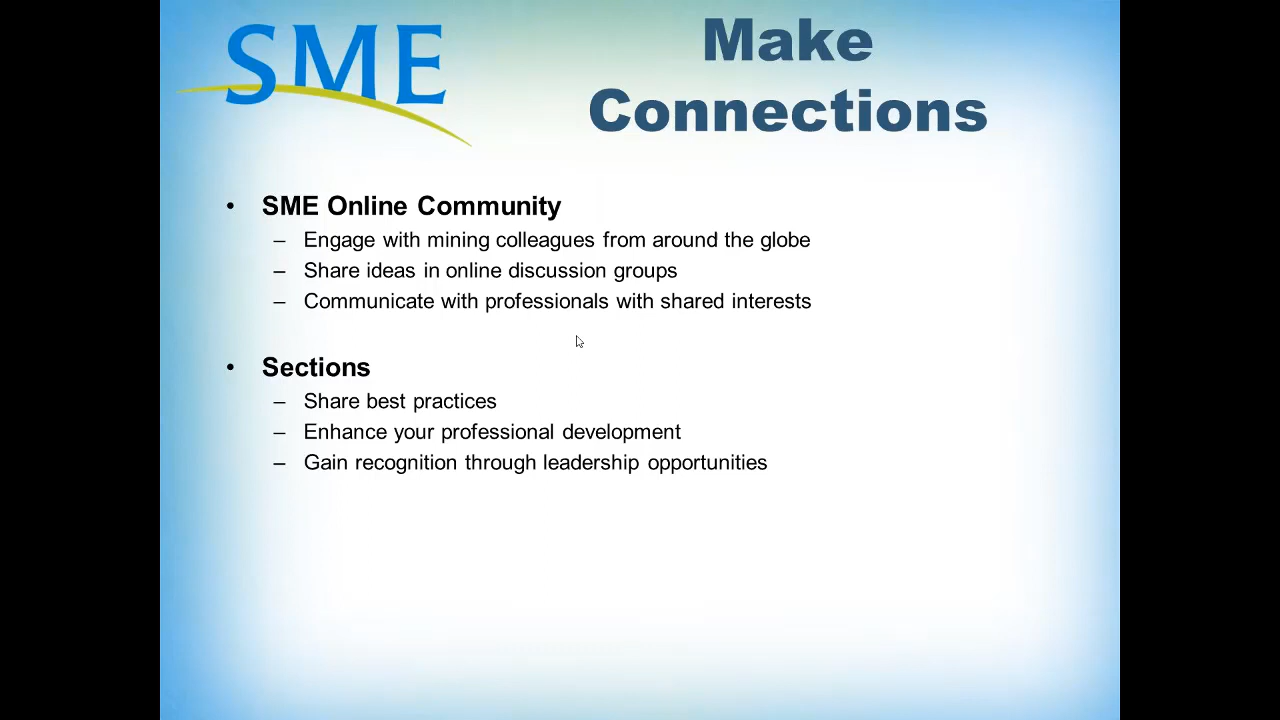 SME
Make
Connections
• SME Online Community
– Engage with mining colleagues from around the globe
– Share ideas in online discussion groups
– Communicate with professionals with shared interests
• Sections
– Share best practices
– Enhance your professional development
– Gain recognition through leadership opportunities